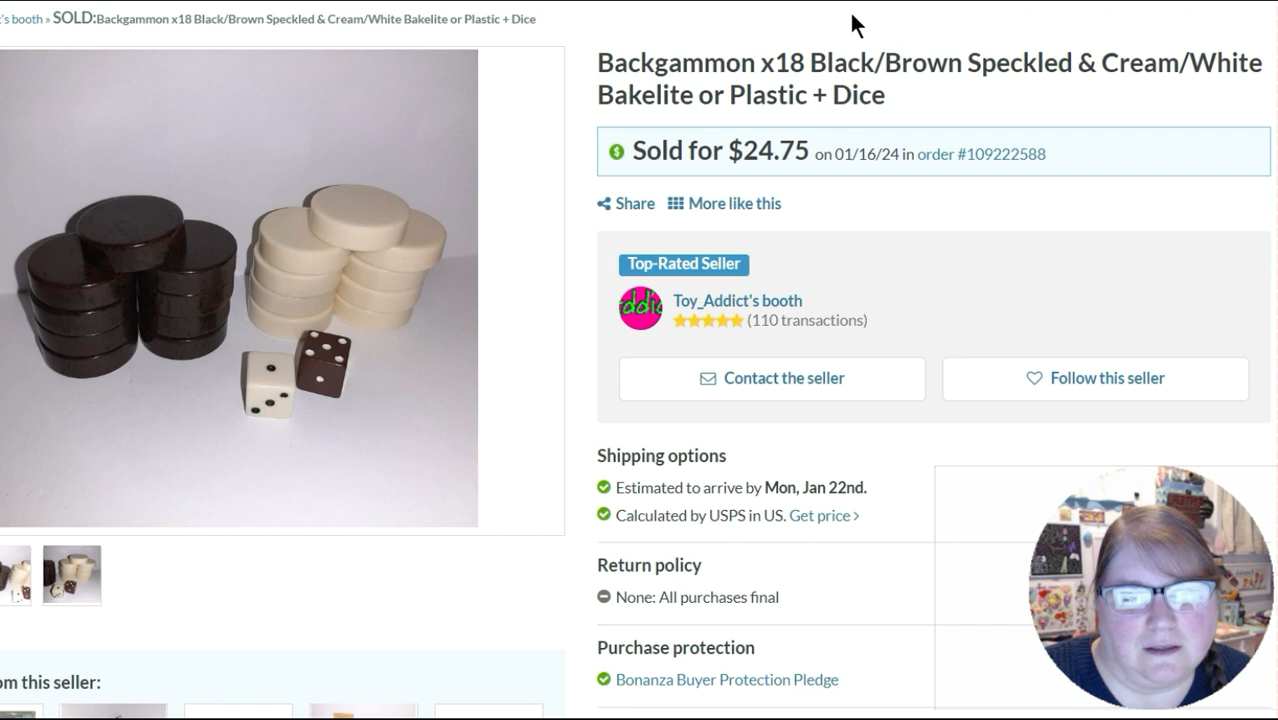 's booth » SOLD:Backgammon x18 Black/Brown Speckled & Cream/White Bakelite or Plastic + Dice
Backgammon x18 Black/Brown Speckled & Cream/White
Bakelite or Plastic + Dice
Sold for $24.75 on 01/16/24 in order #109222588
Share More like this
Top-Rated Seller
addic
Toy_Addict's booth
(110 transactions)
Contact the seller
Follow this seller
Shipping options
Estimated to arrive by Mon, Jan 22nd.
Calculated by USPS in US. Get price >
Return policy
None: All purchases final
Purchase protection
Bonanza Buyer Protection Pledge
om this seller: